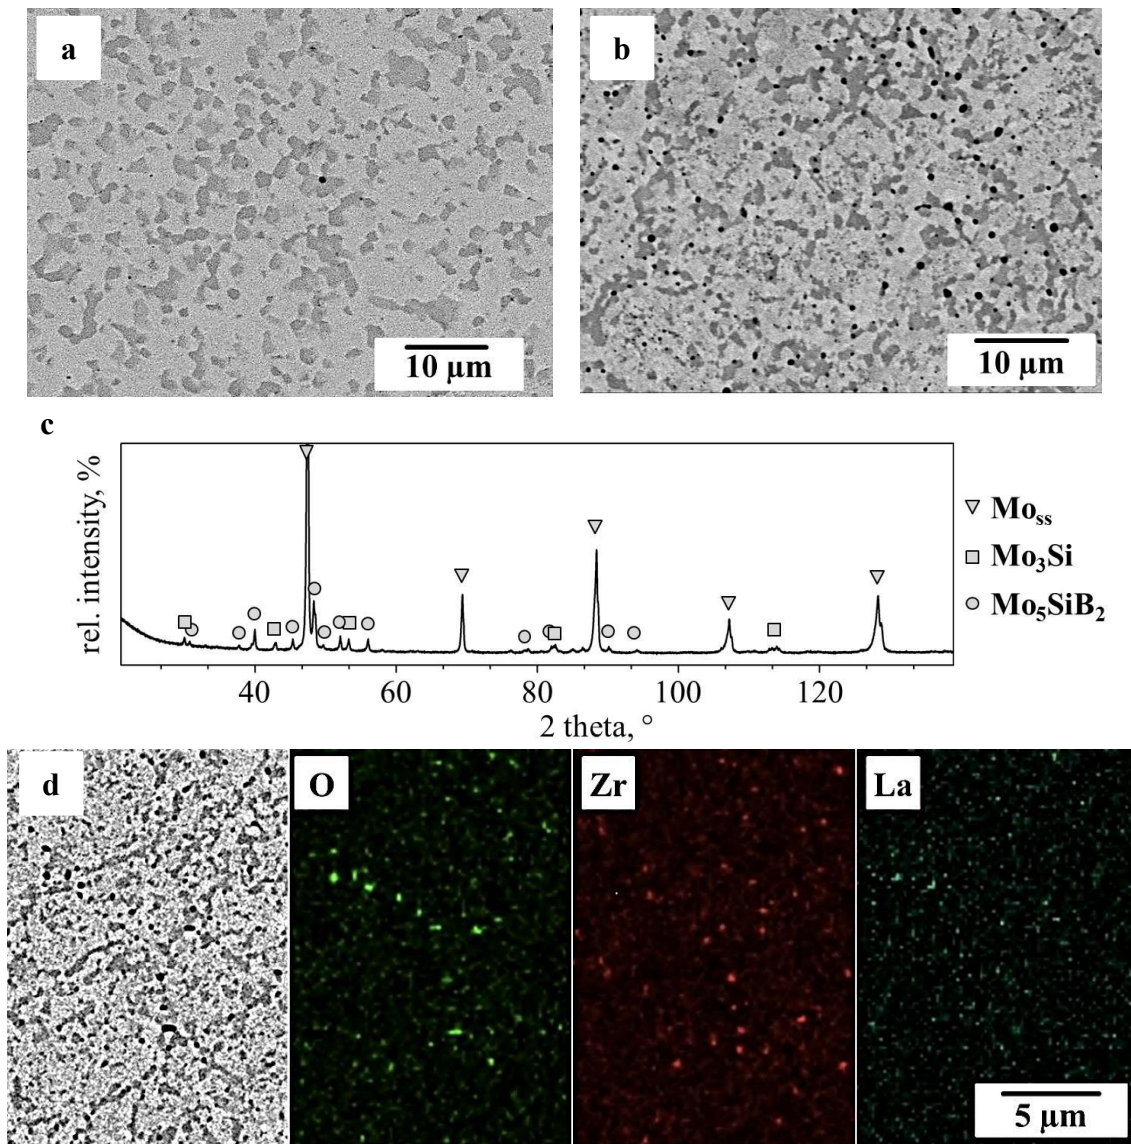 a
b
10 μm
10 μm
c
rel. intensity, %
Mo₅ₛ
Mo₃Si
Mo₅SiB₂
40
60
80
100
120
2 theta, °
d
O
Zr
La
5 μm